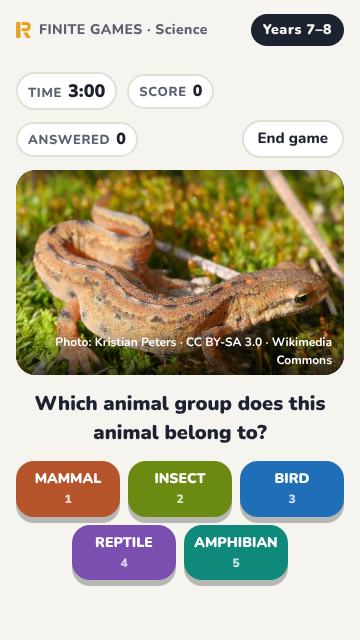 FINITE GAMES · Science
Years 7–8
TIME 3:00
SCORE 0
ANSWERED 0
End game
Photo: Kristian Peters · CC BY-SA 3.0 · Wikimedia
Commons
Which animal group does this
animal belong to?
MAMMAL
1
INSECT
2
BIRD
3
REPTILE
4
AMPHIBIAN
5